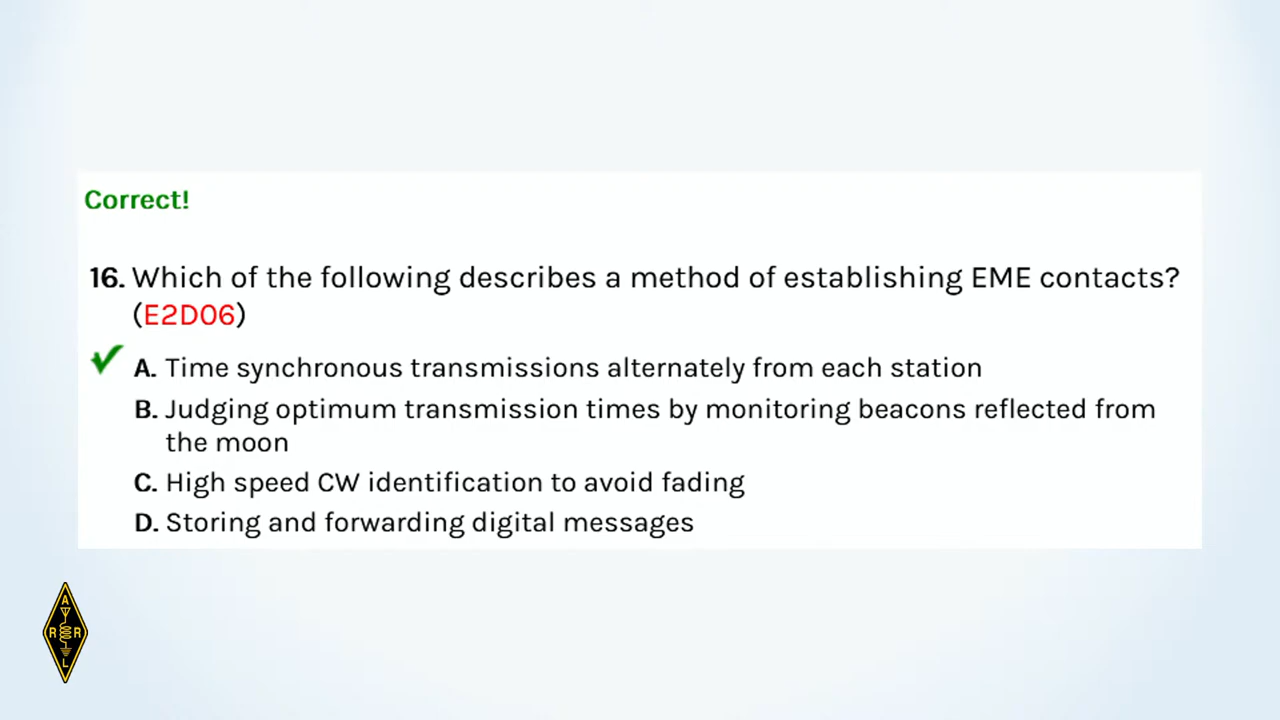 Correct!
16. Which of the following describes a method of establishing EME contacts?
(E2D06)
A. Time synchronous transmissions alternately from each station
B. Judging optimum transmission times by monitoring beacons reflected from
the moon
C. High speed CW identification to avoid fading
D. Storing and forwarding digital messages
A
R R
L